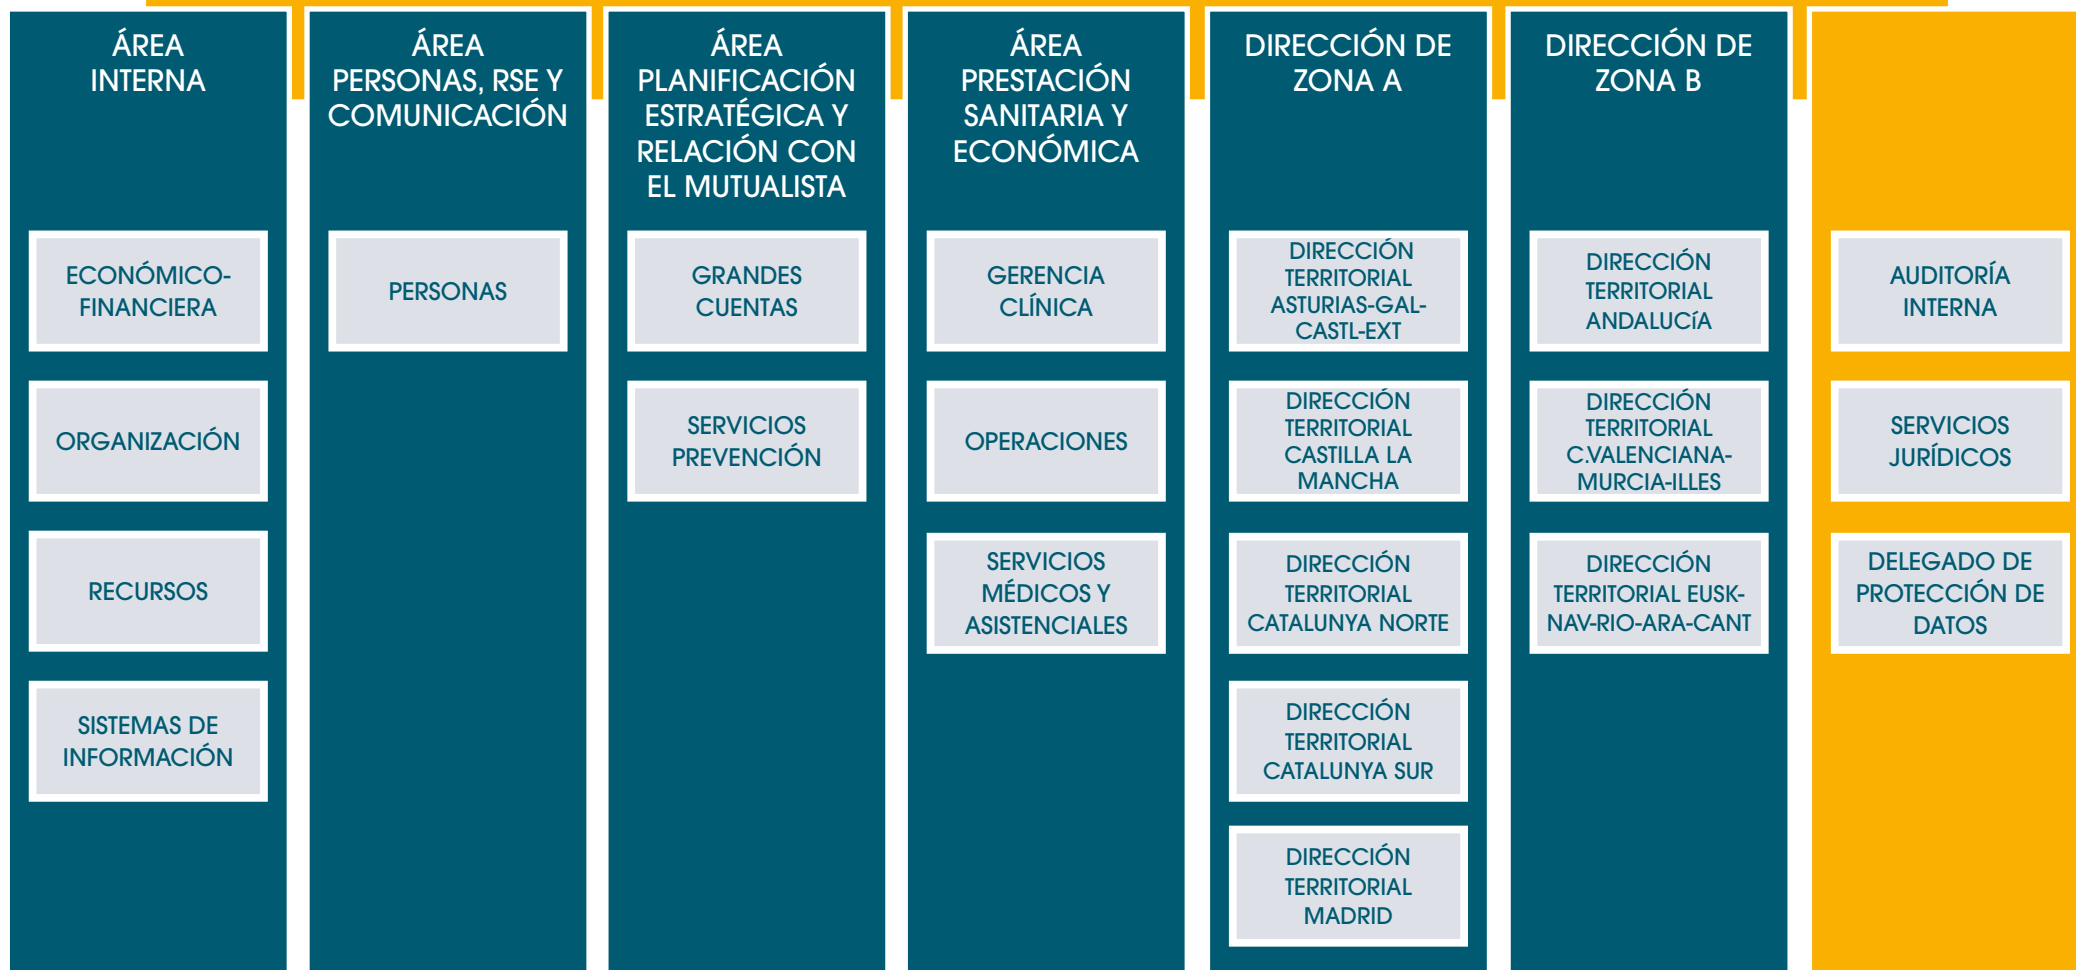 ÁREA
INTERNA
ECONÓMICO-
FINANCIERA
ORGANIZACIÓN
RECURSOS
SISTEMAS DE
INFORMACIÓN
ÁREA
PERSONAS, RSE Y
COMUNICACIÓN
PERSONAS
ÁREA
PLANIFICACIÓN
ESTRATÉGICA Y
RELACIÓN CON
EL MUTUALISTA
GRANDES
CUENTAS
SERVICIOS
PREVENCIÓN
ÁREA
PRESTACIÓN
SANITARIA Y
ECONÓMICA
GERENCIA
CLÍNICA
OPERACIONES
SERVICIOS
MÉDICOS Y
ASISTENCIALES
DIRECCIÓN DE
ZONA A
DIRECCIÓN
TERRITORIAL
ASTURIAS-GAL-
CASTL-EXT
DIRECCIÓN
TERRITORIAL
CASTILLA LA
MANCHA
DIRECCIÓN
TERRITORIAL
CATALUNYA NORTE
DIRECCIÓN
TERRITORIAL
CATALUNYA SUR
DIRECCIÓN
TERRITORIAL
MADRID
DIRECCIÓN DE
ZONA B
DIRECCIÓN
TERRITORIAL
ANDALUCíA
DIRECCIÓN
TERRITORIAL
C.VALENCIANA-
MURCIA-ILLES
DIRECCIÓN
TERRITORIAL EUSK-
NAV-RIO-ARA-CANT
AUDITORÍA
INTERNA
SERVICIOS
JURÍDICOS
DELEGADO DE
PROTECCIÓN DE
DATOS